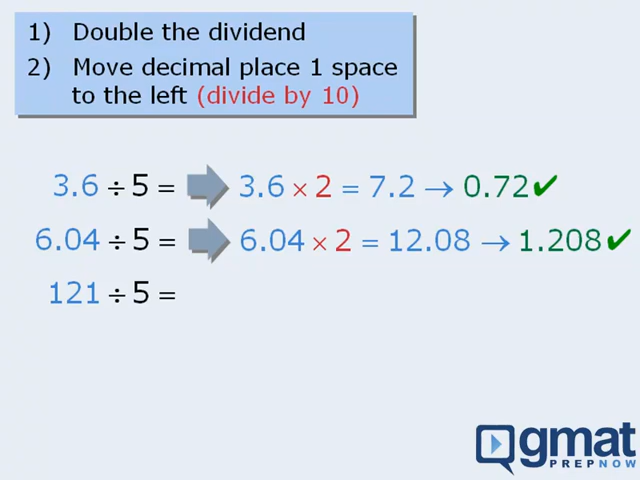 1) Double the dividend
2) Move decimal place 1 space
to the left (divide by 10)
3.6 ÷ 5 = 3.6 × 2 = 7.2 → 0.72 ✓
6.04 ÷ 5 = 6.04 × 2 = 12.08 → 1.208 ✓
121 ÷ 5 =
gmat
PREPNOW